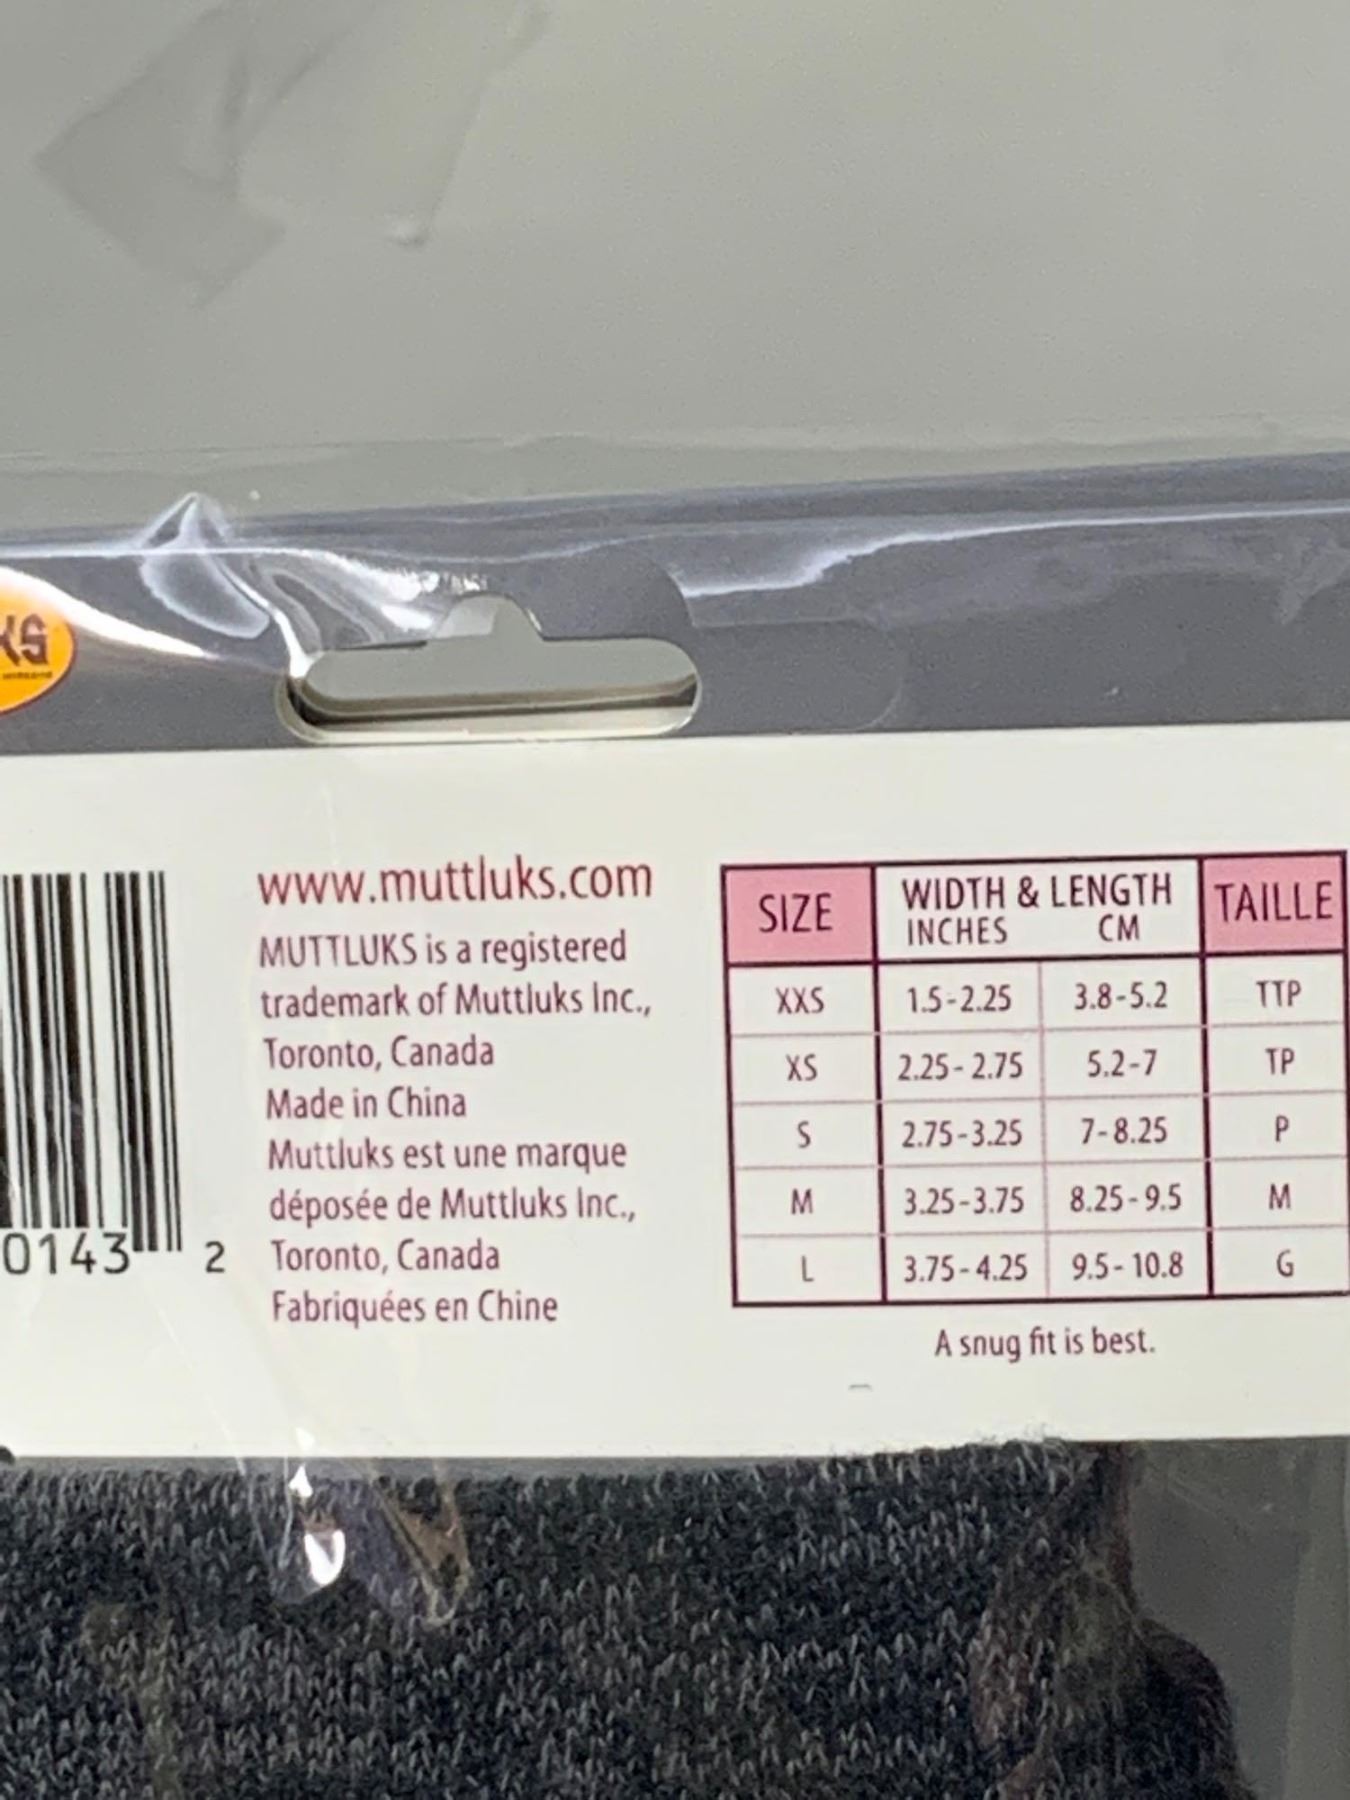 KS
0143 2
www.muttluks.com
MUTTLUKS is a registered
trademark of Muttluks Inc.,
Toronto, Canada
Made in China
Muttluks est une marque
déposée de Muttluks Inc.,
Toronto, Canada
Fabriquées en Chine
SIZE WIDTH & LENGTH TAILLE
INCHES CM
XXS 1.5-2.25 3.8-5.2 TTP
XS 2.25-2.75 5.2-7 TP
S 2.75-3.25 7-8.25 P
M 3.25-3.75 8.25-9.5 M
L 3.75-4.25 9.5-10.8 G
A snug fit is best.